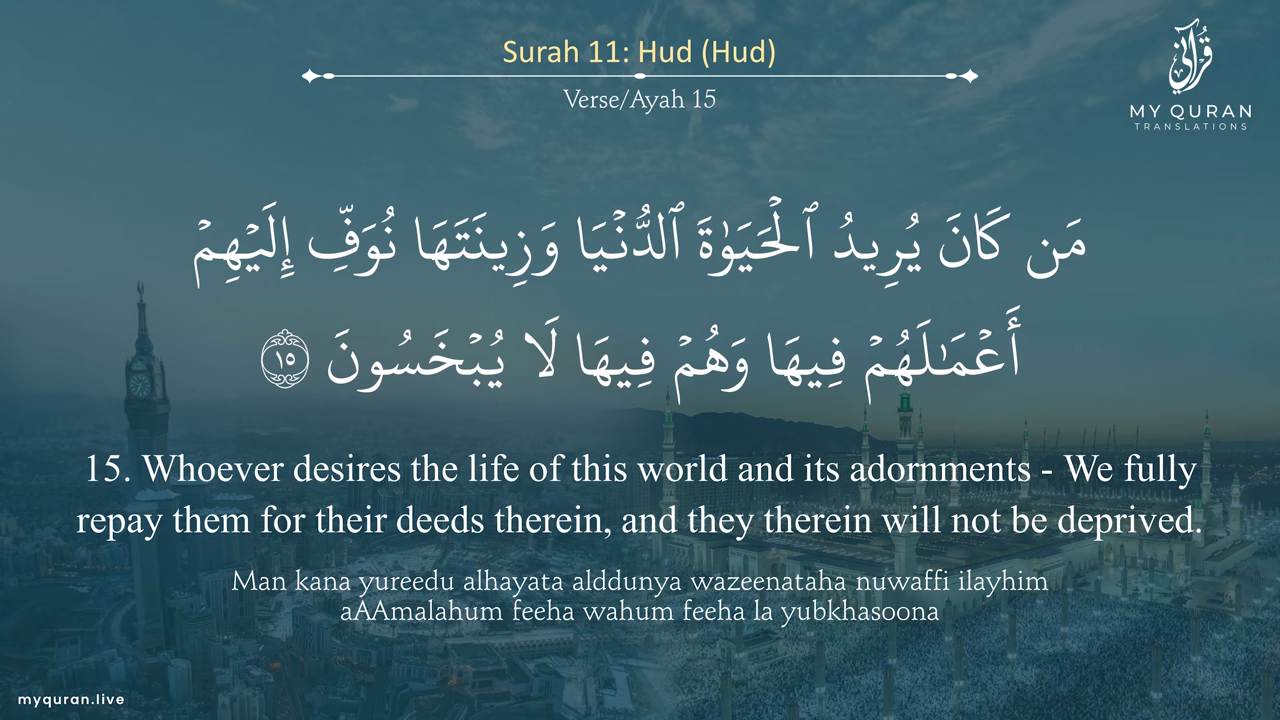 Surah 11: Hud (Hud)
Verse/Ayah 15
قرآني
MY QURAN
TRANSLATIONS
مَن كَانَ يُرِيدُ ٱلْحَيَوٰةَ ٱلدُّنْيَا وَزِينَتَهَا نُوَفِّ إِلَيْهِمْ
أَعْمَـٰلَهُمْ فِيهَا وَهُمْ فِيهَا لَا يُبْخَسُونَ ١٥
15. Whoever desires the life of this world and its adornments - We fully
repay them for their deeds therein, and they therein will not be deprived.
Man kana yureedu alhayata alddunya wazeenataha nuwaffi ilayhim
aAAmalahum feeha wahum feeha la yubkhasoona
myquran.live